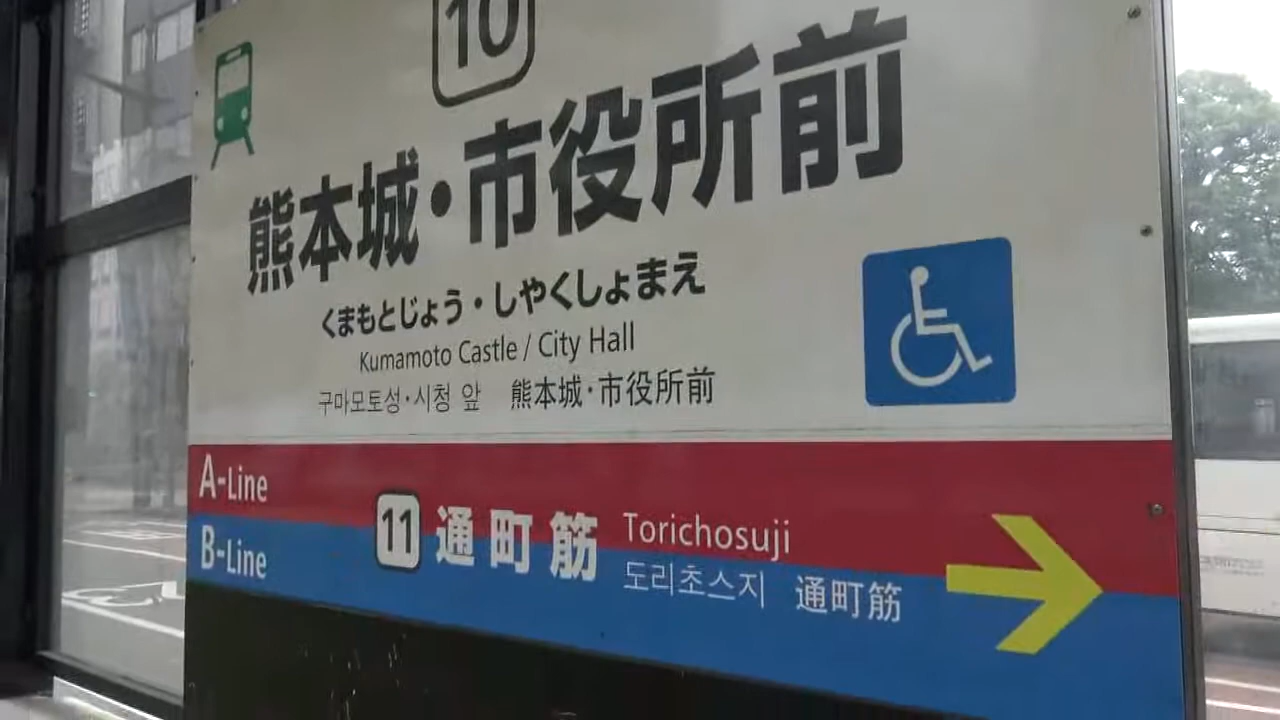 10
熊本城・市役所前
くまもとじょう・しやくしょまえ
Kumamoto Castle / City Hall
구마모토성·시청 앞 熊本城·市役所前
A-Line
B-Line
11 通町筋 Torichosuji
도리초스지 通町筋